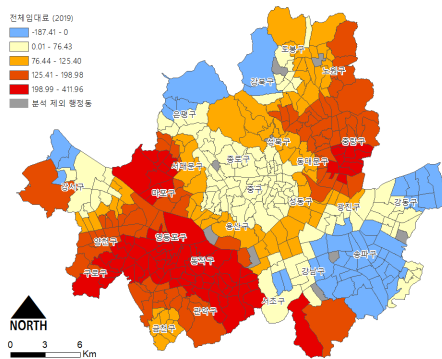 전체임대료 (2019)
-187.41 - 0
0.01 - 76.43
76.44 - 125.40
125.41 - 198.98
198.99 - 411.96
분석 제외 행정동
도봉구
노원구
강북구
은평구
성북구
중랑구
종로구
동대문구
서대문구
강서구
마포구
중구
성동구
광진구
강동구
용산구
양천구
영등포구
송파구
구로구
동작구
강남구
서초구
관악구
금천구
NORTH
0 3 6
Km